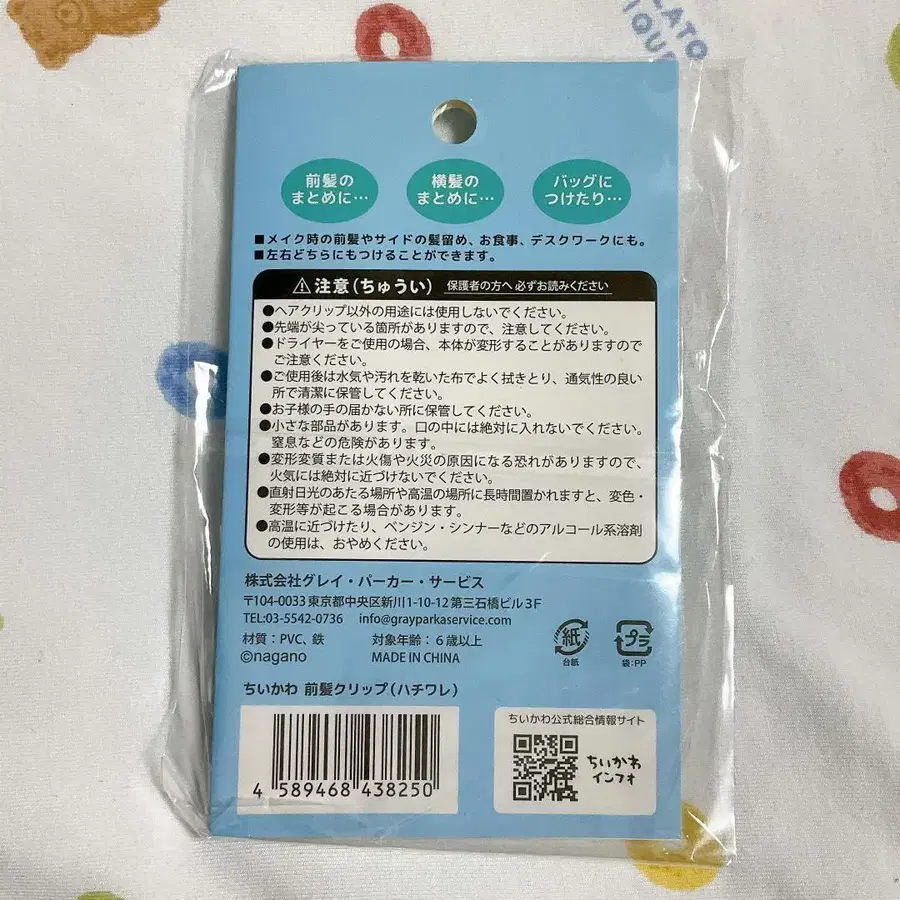 LATO
IQUE
前髪の
まとめに…
横髪の
まとめに…
バッグに
つけたり…
■メイク時の前髪やサイドの髪留め、お食事、デスクワークにも。
■左右どちらにもつけることができます。
注意(ちゅうい) 保護者の方へ 必ずお読みください
●ヘアクリップ以外の用途には使用しないでください。
●先端が尖っている箇所がありますので、注意してください。
●ドライヤーをご使用の場合、本体が変形することがありますので
ご注意ください。
●ご使用後は水気や汚れを乾いた布でよく拭きとり、通気性の良い
所で清潔に保管してください。
●お子様の手の届かない所に保管してください。
●小さな部品があります。口の中には絶対に入れないでください。
窒息などの危険があります。
●変形変質または火傷や火災の原因になる恐れがありますので、
火気には絶対に近づけないでください。
●直射日光のあたる場所や高温の場所に長時間置かれますと、変色・
変形等が起こる場合があります。
●高温に近づけたり、ベンジン・シンナーなどのアルコール系溶剤
の使用は、おやめください。
株式会社グレイ・パーカー・サービス
〒104-0033 東京都中央区新川1-10-12 第三石橋ビル3F
TEL:03-5542-0736 info@grayparkaservice.com
材質:PVC、鉄 対象年齢:6歳以上
©nagano MADE IN CHINA
紙
台紙
プラ
袋:PP
ちいかわ 前髪クリップ(ハチワレ)
4 589468 438250
ちいかわ公式総合情報サイト
ちいかわ
インフォ